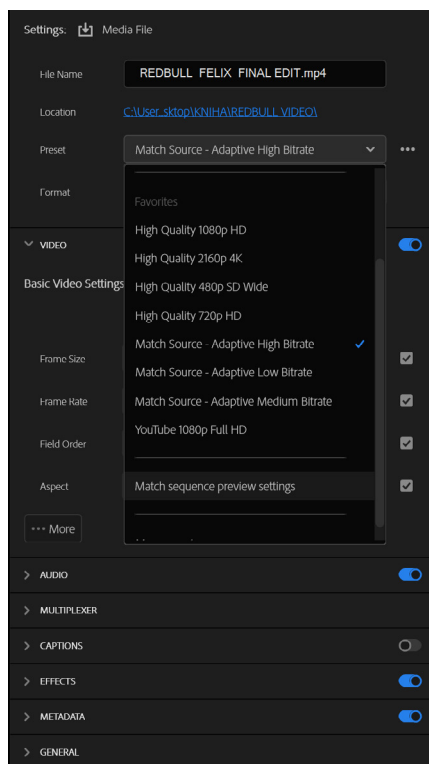 Settings: Media File
File Name REDBULL FELIX FINAL EDIT.mp4
Location C:\User_sktop\KNIHA\REDBULL VIDEO\
Preset Match Source - Adaptive High Bitrate
Format
Favorites
High Quality 1080p HD
VIDEO
High Quality 2160p 4K
Basic Video Settings
High Quality 480p SD Wide
High Quality 720p HD
Match Source - Adaptive High Bitrate
Frame Size
Match Source - Adaptive Low Bitrate
Frame Rate Match Source - Adaptive Medium Bitrate
YouTube 1080p Full HD
Field Order
Aspect Match sequence preview settings
More
AUDIO
MULTIPLEXER
CAPTIONS
EFFECTS
METADATA
GENERAL